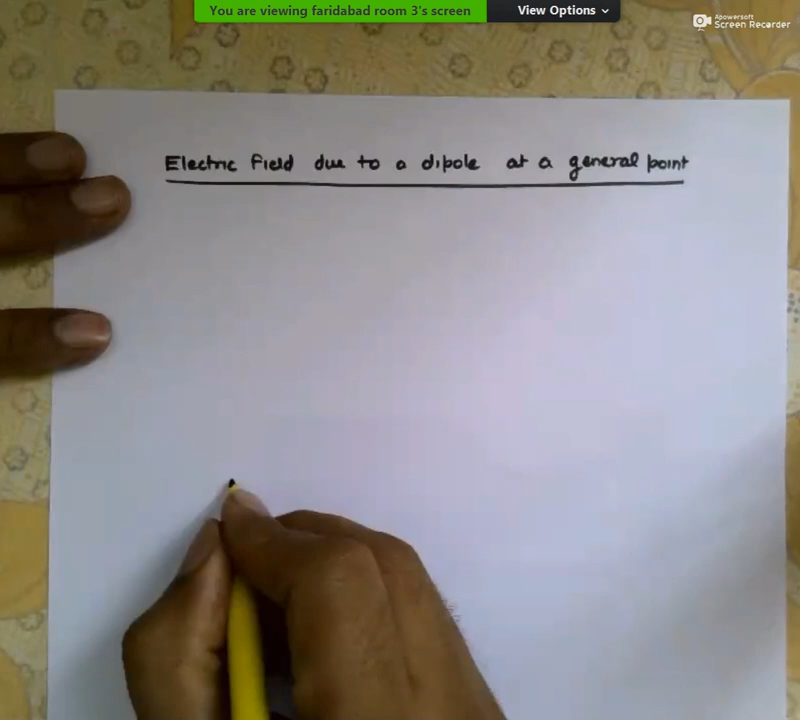 You are viewing faridabad room 3's screen
View Options
Apowersoft
Screen Recorder
Electric Field due to a dipole at a general point